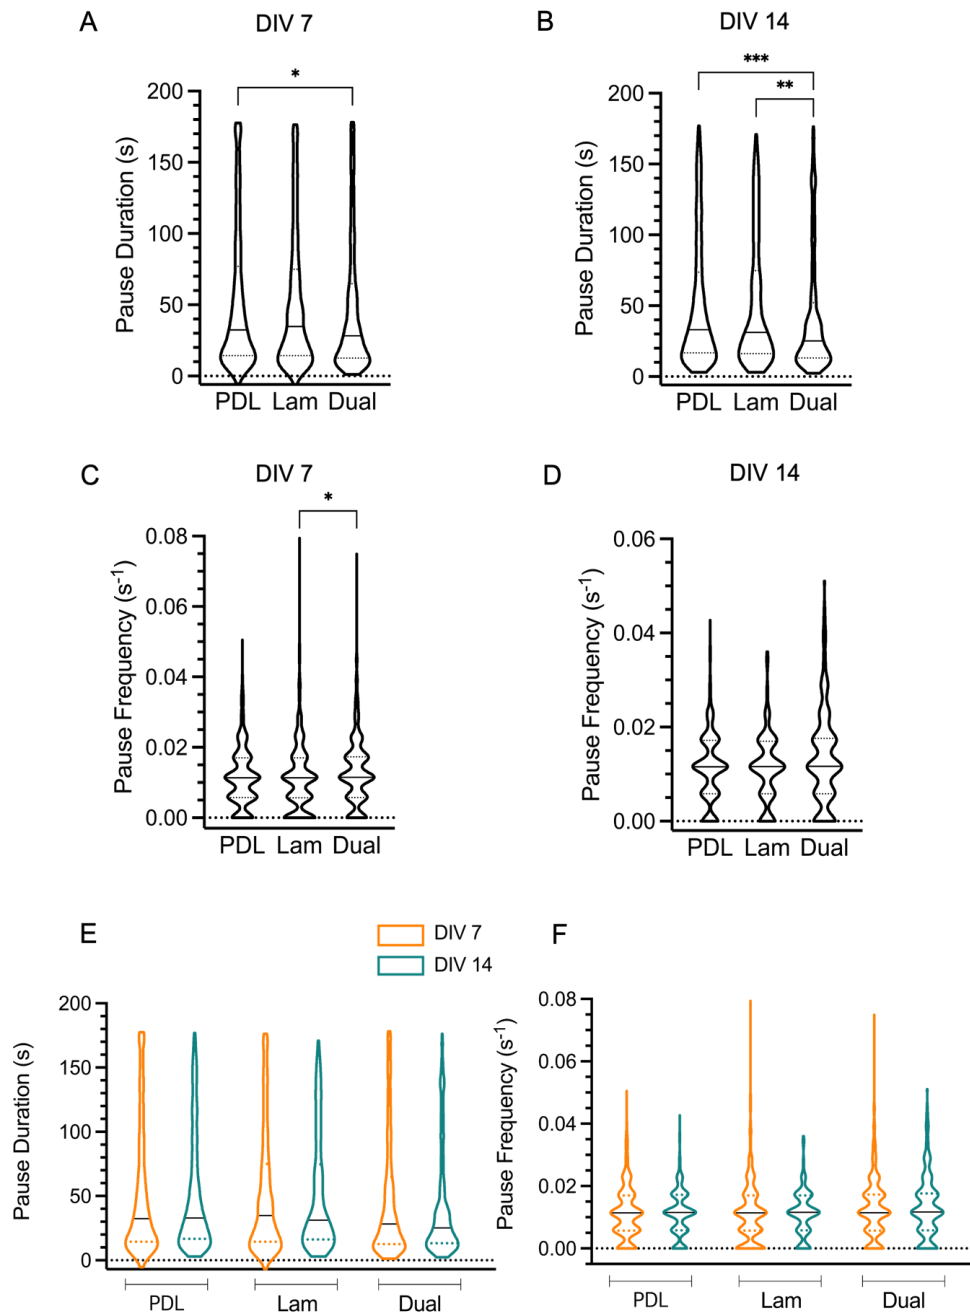 A
DIV 7
*
200
150
100
50
0
Pause Duration (s)
PDL Lam Dual
B
DIV 14
***
**
200
150
100
50
0
Pause Duration (s)
PDL Lam Dual
C
DIV 7
*
0.08
0.06
0.04
0.02
0.00
Pause Frequency (s⁻¹)
PDL Lam Dual
D
DIV 14
0.06
0.04
0.02
0.00
Pause Frequency (s⁻¹)
PDL Lam Dual
E
DIV 7
DIV 14
200
150
100
50
0
Pause Duration (s)
PDL Lam Dual
F
0.08
0.06
0.04
0.02
0.00
Pause Frequency (s⁻¹)
PDL Lam Dual